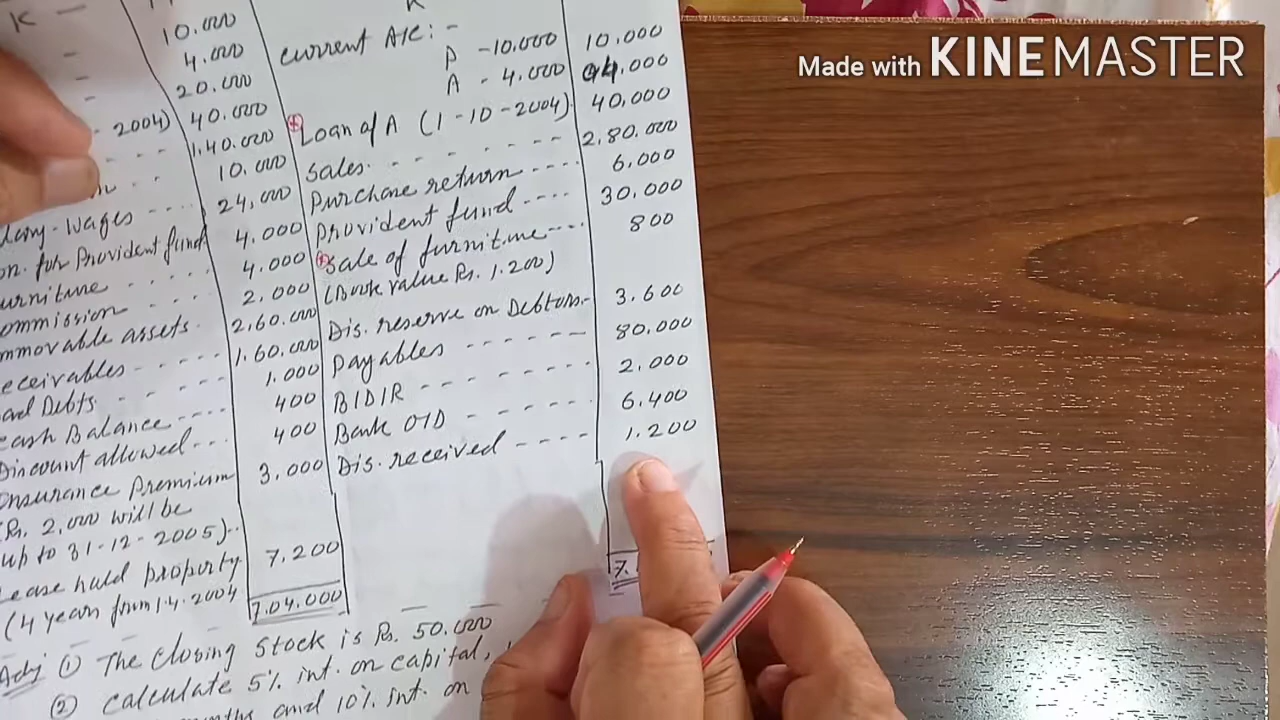 Made with KINEMASTER
K
10.000
4.000
20.000
2004) 40.000
1.40.000
10.000
Wages 24,000
for Provident fund 4.000
4.000
2.000
assets. 2,60.000
1.60.000
Debts 1.000
Cash Balance 400
Discount allowed 400
Insurance Premium 3.000
(Rs. 2,000 will be
up to 31-12-2005)
Lease hold property 7.200
(4 years from 1.4.2004
7.04.000
Current A/c: -
P - 10.000 10.000
A - 4.000 4.000
Loan of A (1-10-2004) 40,000
Sales. 2,80.000
Purchase return 6.000
Provident fund 30.000
Sale of furniture 800
(Book value Rs. 1.200)
Dis. reserve on Debtors. 3.600
Payables 80.000
B/D/R 2.000
Bank O/D 6.400
Dis. received 1.200
7.
Adj ① The Closing Stock is Rs. 50.000
② Calculate 5% int. on capital,
and 10% int. on